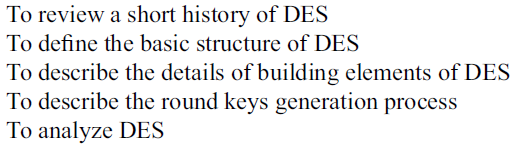 To review a short history of DES
To define the basic structure of DES
To describe the details of building elements of DES
To describe the round keys generation process
To analyze DES